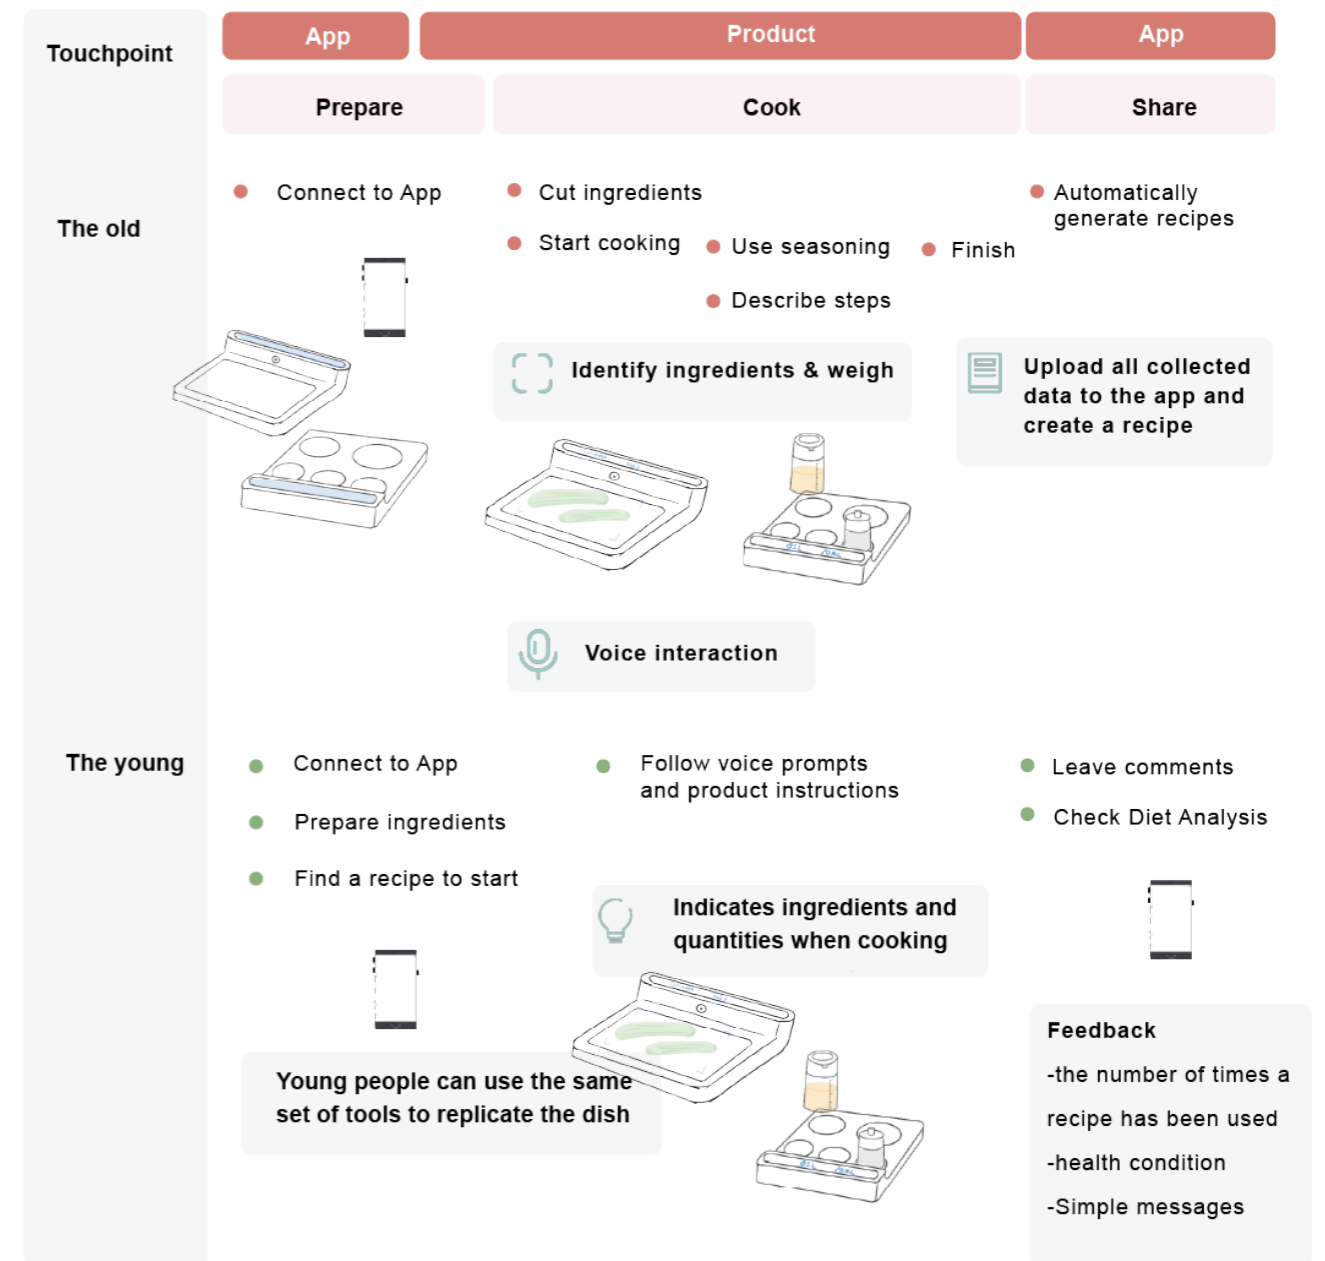 Touchpoint
App
Product
App
Prepare
Cook
Share
The old
Connect to App
Cut ingredients
Start cooking
Use seasoning
Describe steps
Finish
Automatically
generate recipes
Identify ingredients & weigh
Upload all collected
data to the app and
create a recipe
Voice interaction
The young
Connect to App
Prepare ingredients
Find a recipe to start
Follow voice prompts
and product instructions
Leave comments
Check Diet Analysis
Indicates ingredients and
quantities when cooking
Young people can use the same
set of tools to replicate the dish
Feedback
-the number of times a
recipe has been used
-health condition
-Simple messages